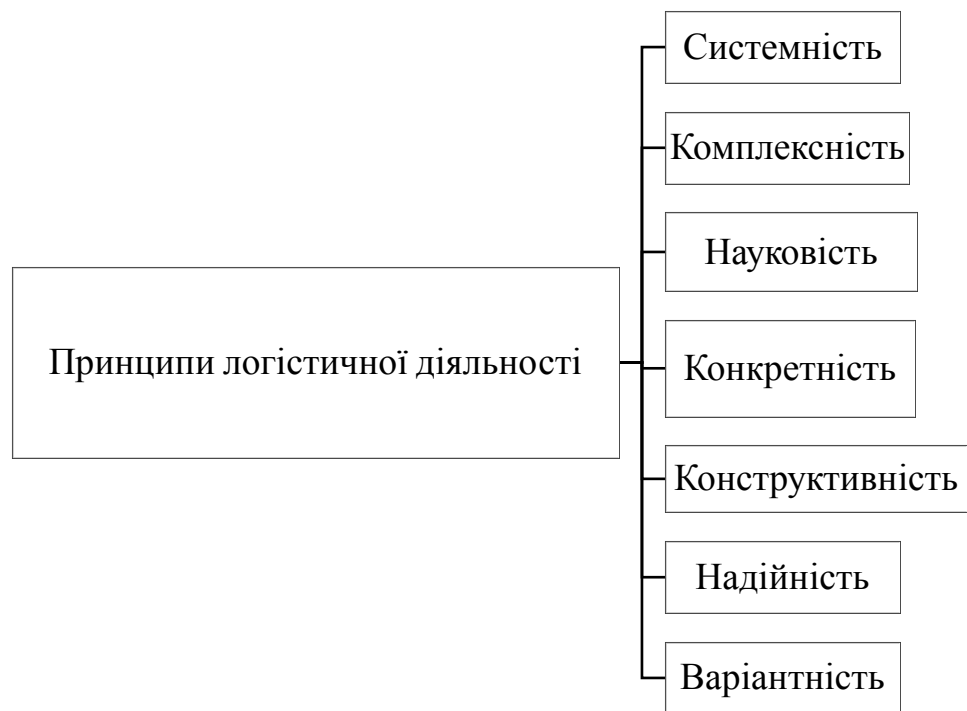 Системність
Комплексність
Науковість
Принципи логістичної діяльності
Конкретність
Конструктивність
Надійність
Варіантність